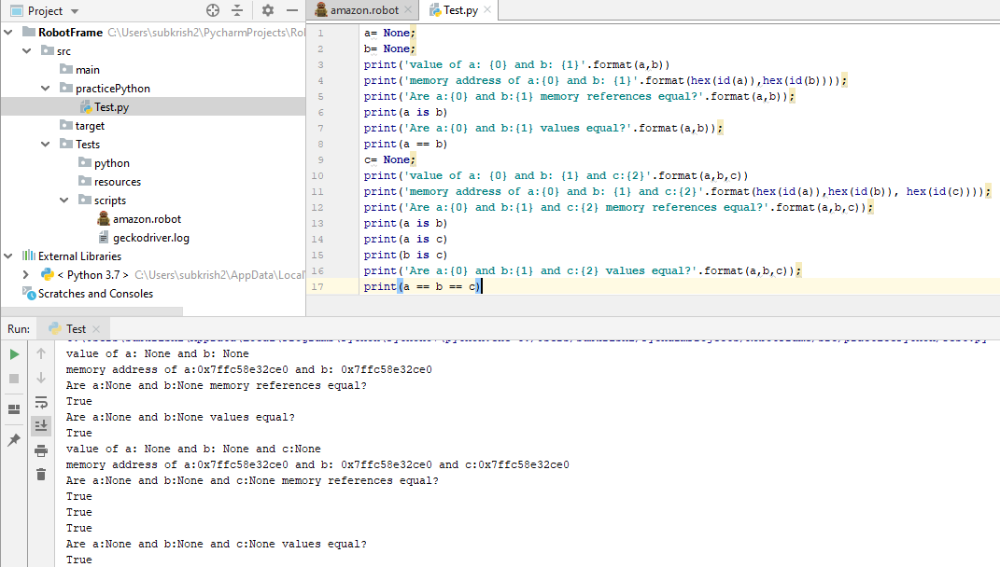 Project
amazon.robot
Test.py
RobotFrame C:\Users\subkrish2\PycharmProjects\Rol
src
main
practicePython
Test.py
target
Tests
python
resources
scripts
amazon.robot
geckodriver.log
External Libraries
< Python 3.7 > C:\Users\subkrish2\AppData\Local
Scratches and Consoles
1 a= None;
2 b= None;
3 print('value of a: {0} and b: {1}'.format(a,b))
4 print('memory address of a:{0} and b: {1}'.format(hex(id(a)),hex(id(b))));
5 print('Are a:{0} and b:{1} memory references equal?'.format(a,b));
6 print(a is b)
7 print('Are a:{0} and b:{1} values equal?'.format(a,b));
8 print(a == b)
9 c= None;
10 print('value of a: {0} and b: {1} and c:{2}'.format(a,b,c))
11 print('memory address of a:{0} and b: {1} and c:{2}'.format(hex(id(a)),hex(id(b)), hex(id(c))));
12 print('Are a:{0} and b:{1} and c:{2} memory references equal?'.format(a,b,c));
13 print(a is b)
14 print(a is c)
15 print(b is c)
16 print('Are a:{0} and b:{1} and c:{2} values equal?'.format(a,b,c));
17 print(a == b == c)
Run: Test
value of a: None and b: None
memory address of a:0x7ffc58e32ce0 and b: 0x7ffc58e32ce0
Are a:None and b:None memory references equal?
True
Are a:None and b:None values equal?
True
value of a: None and b: None and c:None
memory address of a:0x7ffc58e32ce0 and b: 0x7ffc58e32ce0 and c:0x7ffc58e32ce0
Are a:None and b:None and c:None memory references equal?
True
True
True
Are a:None and b:None and c:None values equal?
True